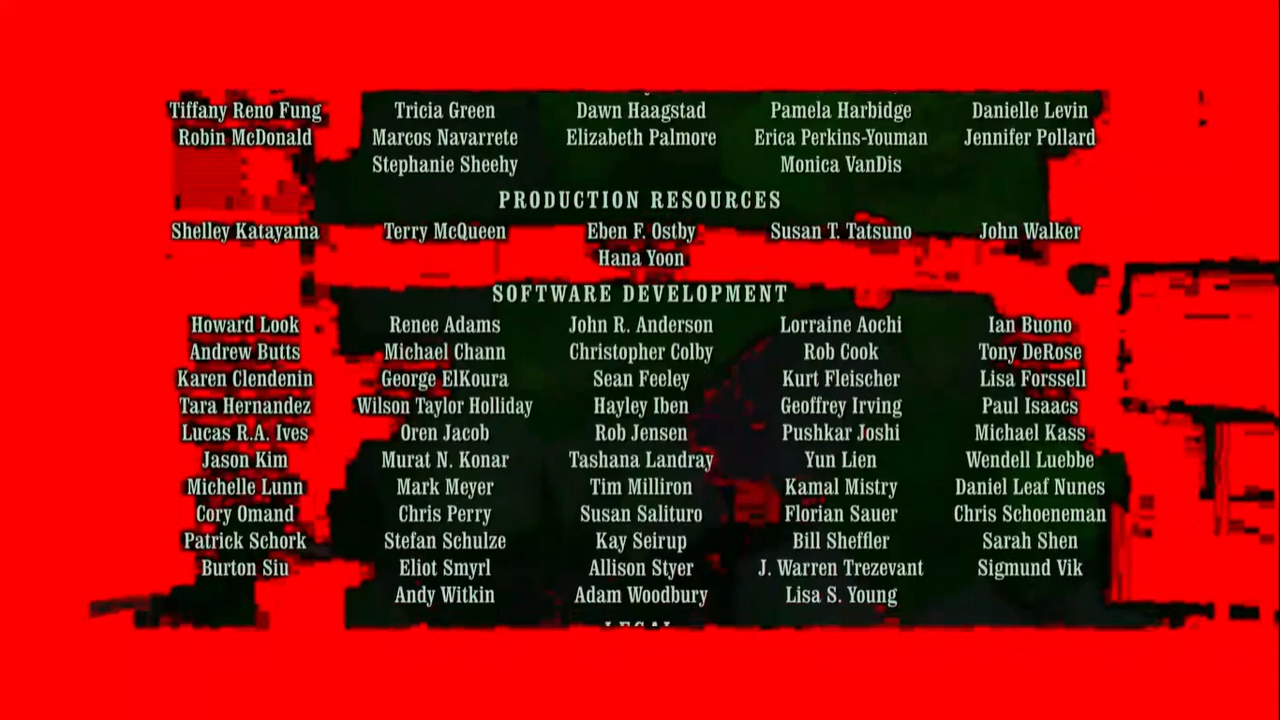 Tiffany Reno Fung Tricia Green Dawn Haagstad Pamela Harbidge Danielle Levin
Robin McDonald Marcos Navarrete Elizabeth Palmore Erica Perkins-Youman Jennifer Pollard
Stephanie Sheehy Monica VanDis
PRODUCTION RESOURCES
Shelley Katayama Terry McQueen Eben F. Ostby Susan T. Tatsuno John Walker
Hana Yoon
SOFTWARE DEVELOPMENT
Howard Look Renee Adams John R. Anderson Lorraine Aochi Ian Buono
Andrew Butts Michael Chann Christopher Colby Rob Cook Tony DeRose
Karen Clendenin George ElKoura Sean Feeley Kurt Fleischer Lisa Forssell
Tara Hernandez Wilson Taylor Holliday Hayley Iben Geoffrey Irving Paul Isaacs
Lucas R.A. Ives Oren Jacob Rob Jensen Pushkar Joshi Michael Kass
Jason Kim Murat N. Konar Tashana Landray Yun Lien Wendell Luebbe
Michelle Lunn Mark Meyer Tim Milliron Kamal Mistry Daniel Leaf Nunes
Cory Omand Chris Perry Susan Salituro Florian Sauer Chris Schoeneman
Patrick Schork Stefan Schulze Kay Seirup Bill Sheffler Sarah Shen
Burton Siu Eliot Smyrl Allison Styer J. Warren Trezevant Sigmund Vik
Andy Witkin Adam Woodbury Lisa S. Young
LEGAL